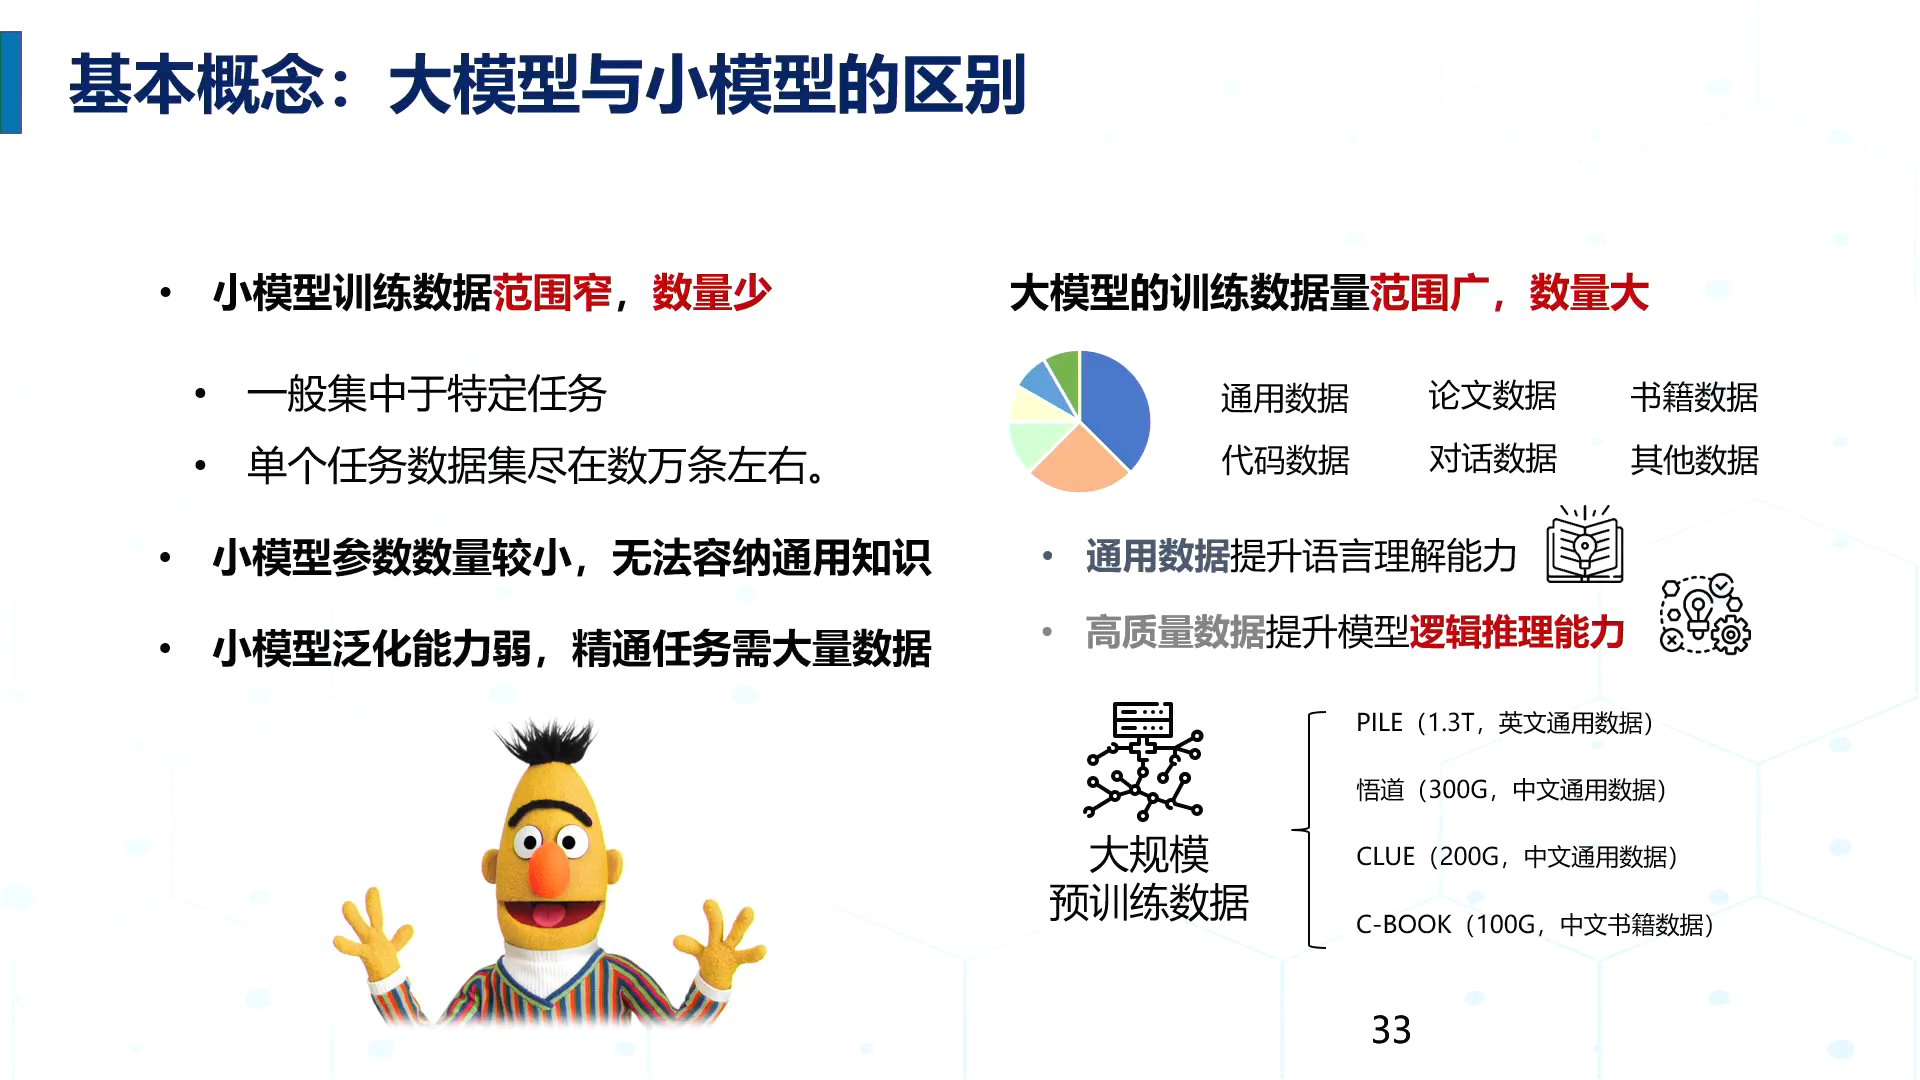 基本概念：大模型与小模型的区别
• 小模型训练数据范围窄，数量少
• 一般集中于特定任务
• 单个任务数据集尽在数万条左右。
• 小模型参数数量较小，无法容纳通用知识
• 小模型泛化能力弱，精通任务需大量数据
大模型的训练数据量范围广，数量大
通用数据 论文数据 书籍数据
代码数据 对话数据 其他数据
• 通用数据提升语言理解能力
• 高质量数据提升模型逻辑推理能力
大规模
预训练数据
PILE（1.3T，英文通用数据）
悟道（300G，中文通用数据）
CLUE（200G，中文通用数据）
C-BOOK（100G，中文书籍数据）
33